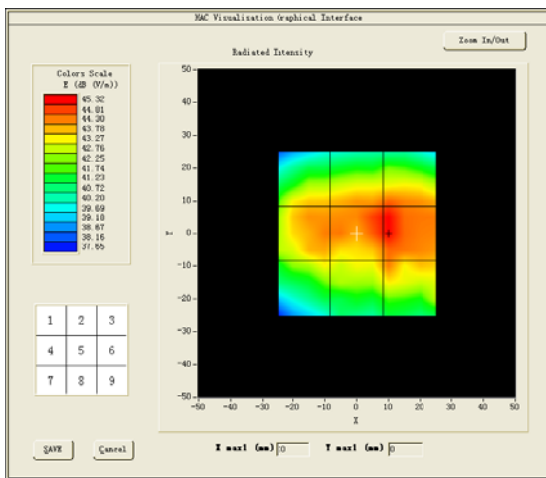 HAC Visualisation Graphical Interface
Zoom In/Out
Radiated Intensity
Colors Scale
E (dB (V/m))
45.32
44.81
44.30
43.78
43.27
42.76
42.25
41.74
41.23
40.72
40.20
39.69
39.18
38.67
38.16
37.65
50
40
30
20
10
0
-10
-20
-30
-40
-50
Y
-50 -40 -30 -20 -10 0 10 20 30 40 50
X
1 2 3
4 5 6
7 8 9
SAVE
Cancel
X max1 (mm) 10
Y max1 (mm) 0